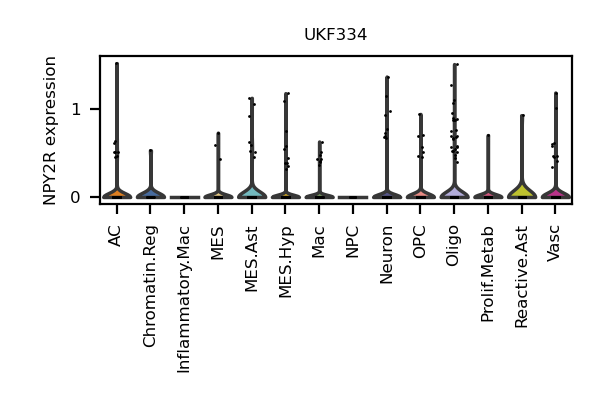 UKF334
NPY2R expression
1
0
AC
Chromatin.Reg
Inflammatory.Mac
MES
MES.Ast
MES.Hyp
Mac
NPC
Neuron
OPC
Oligo
Prolif.Metab
Reactive.Ast
Vasc